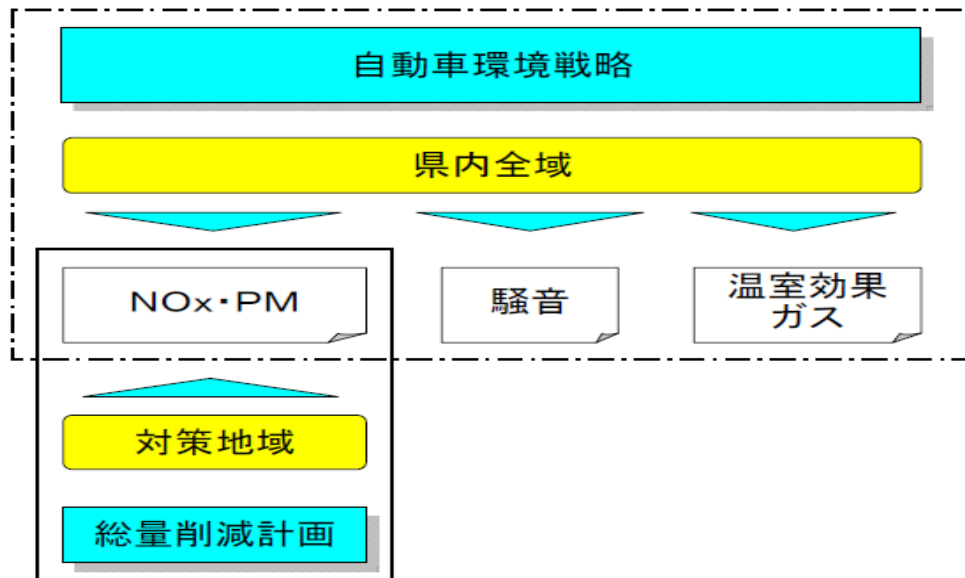 自動車環境戦略
県内全域
NOx・PM
騒音
温室効果
ガス
対策地域
総量削減計画